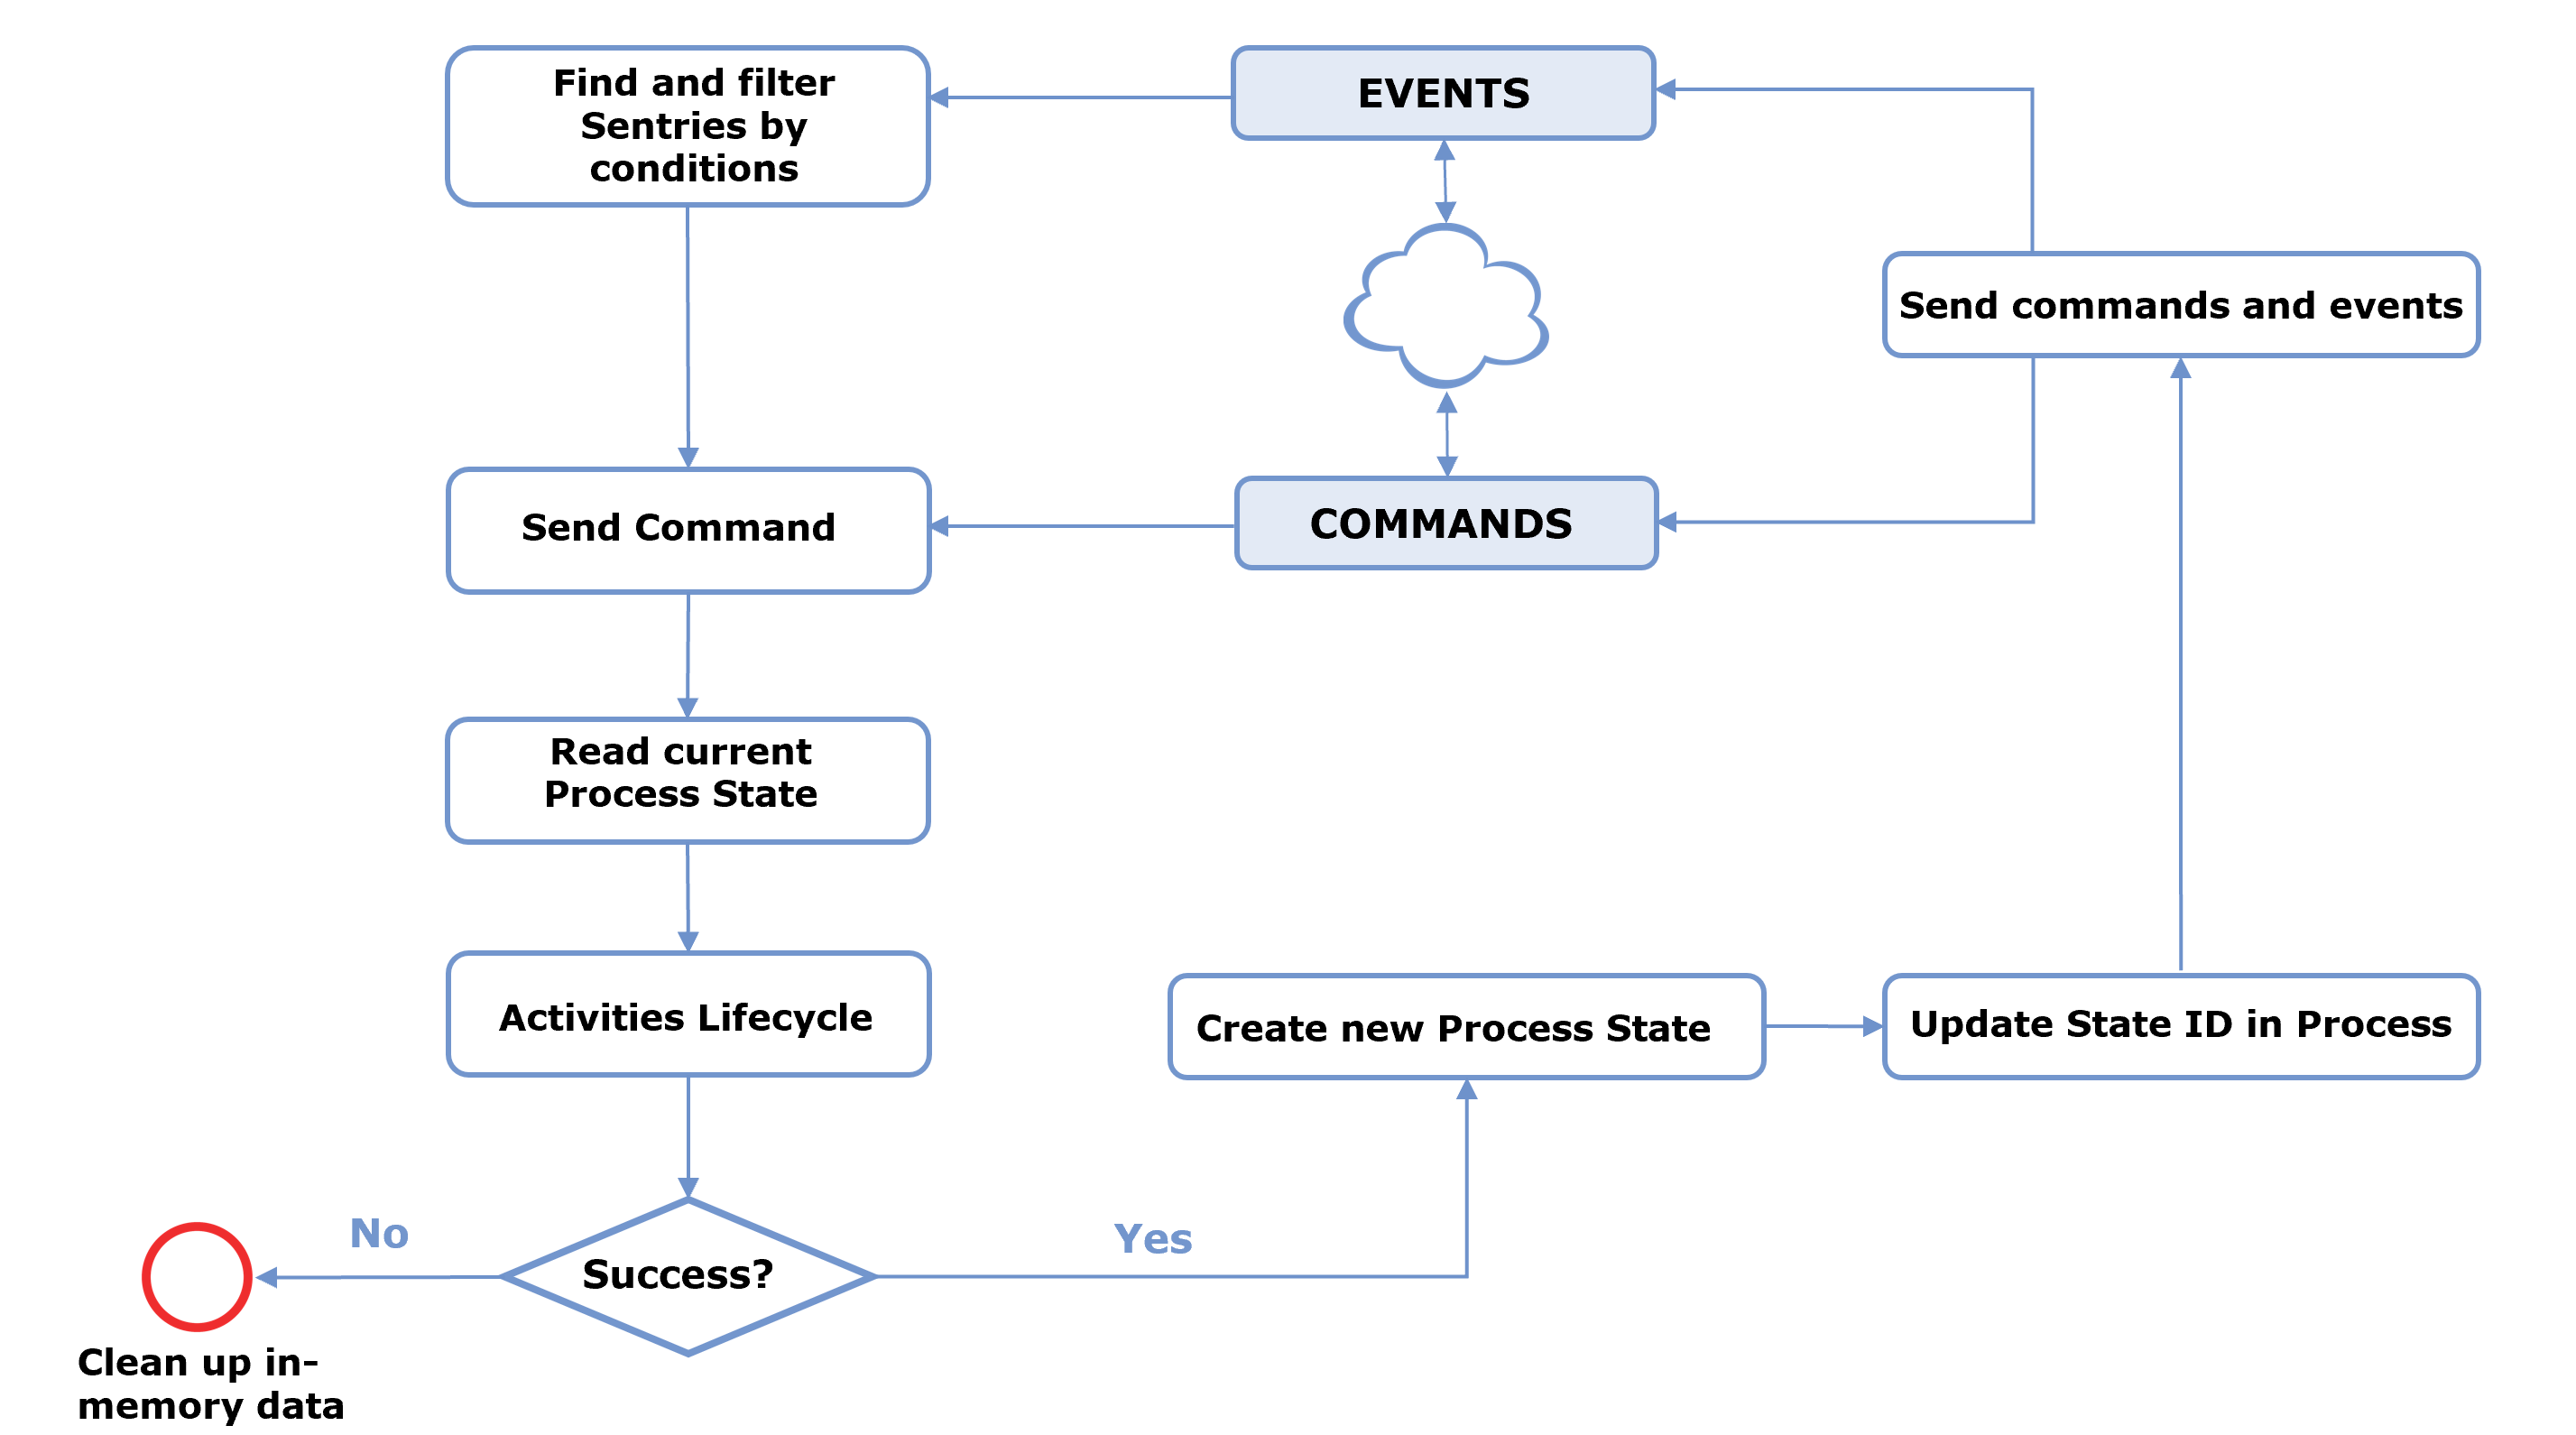 Find and filter
Sentries by
conditions
EVENTS
Send commands and events
Send Command
COMMANDS
Read current
Process State
Activities Lifecycle
Create new Process State
Update State ID in Process
No
Success?
Yes
Clean up in-
memory data